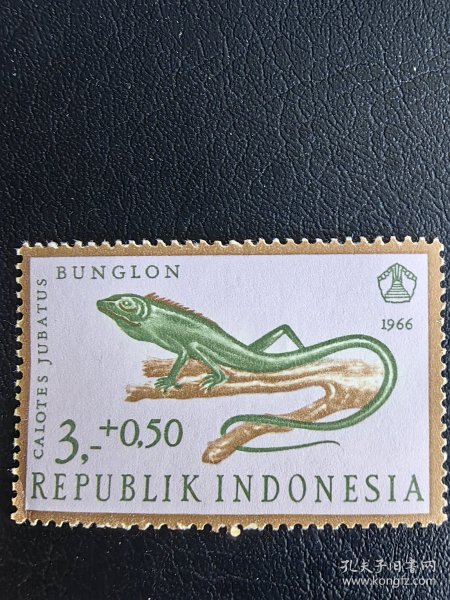 BUNGLON
CALOTES JUBATUS
1966
3,-+0,50
REPUBLIK INDONESIA
孔夫子旧书网
www.kongfz.com